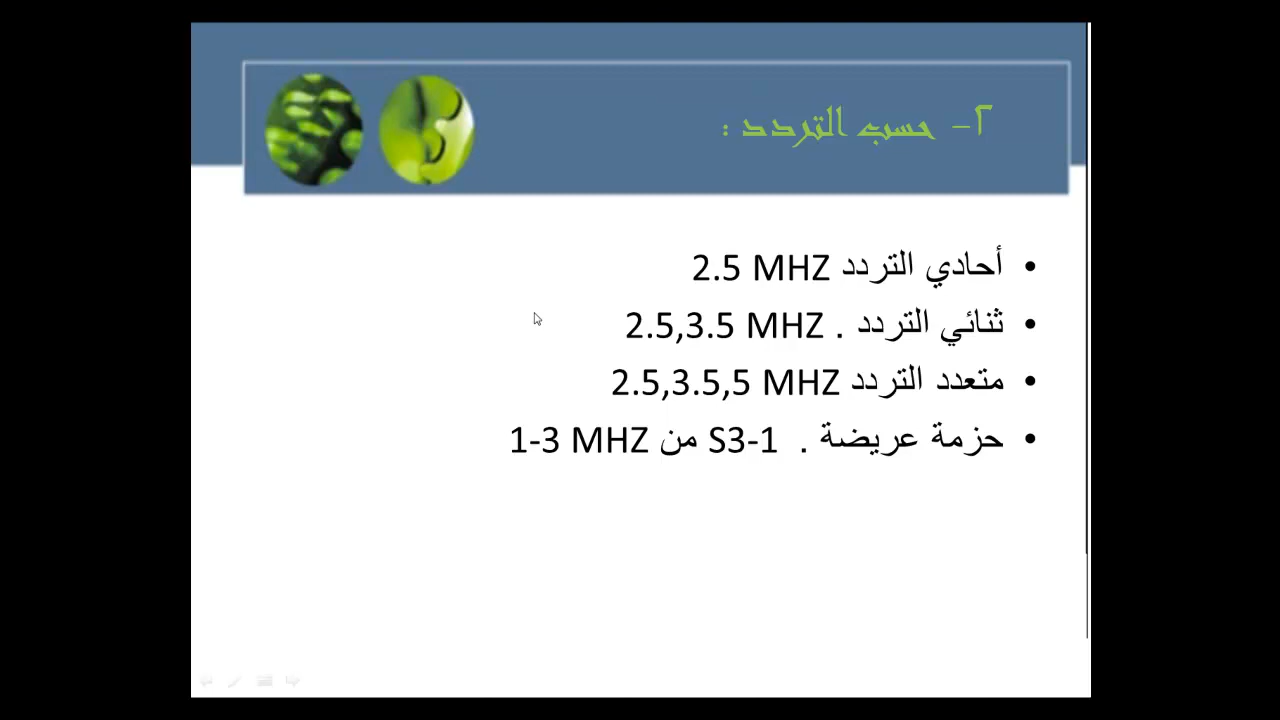 ٢- حسب التردد :
• أحادي التردد 2.5 MHZ
• ثنائي التردد . 2.5,3.5 MHZ
• متعدد التردد 2.5,3.5,5 MHZ
• حزمة عريضة . S3-1 من 1-3 MHZ